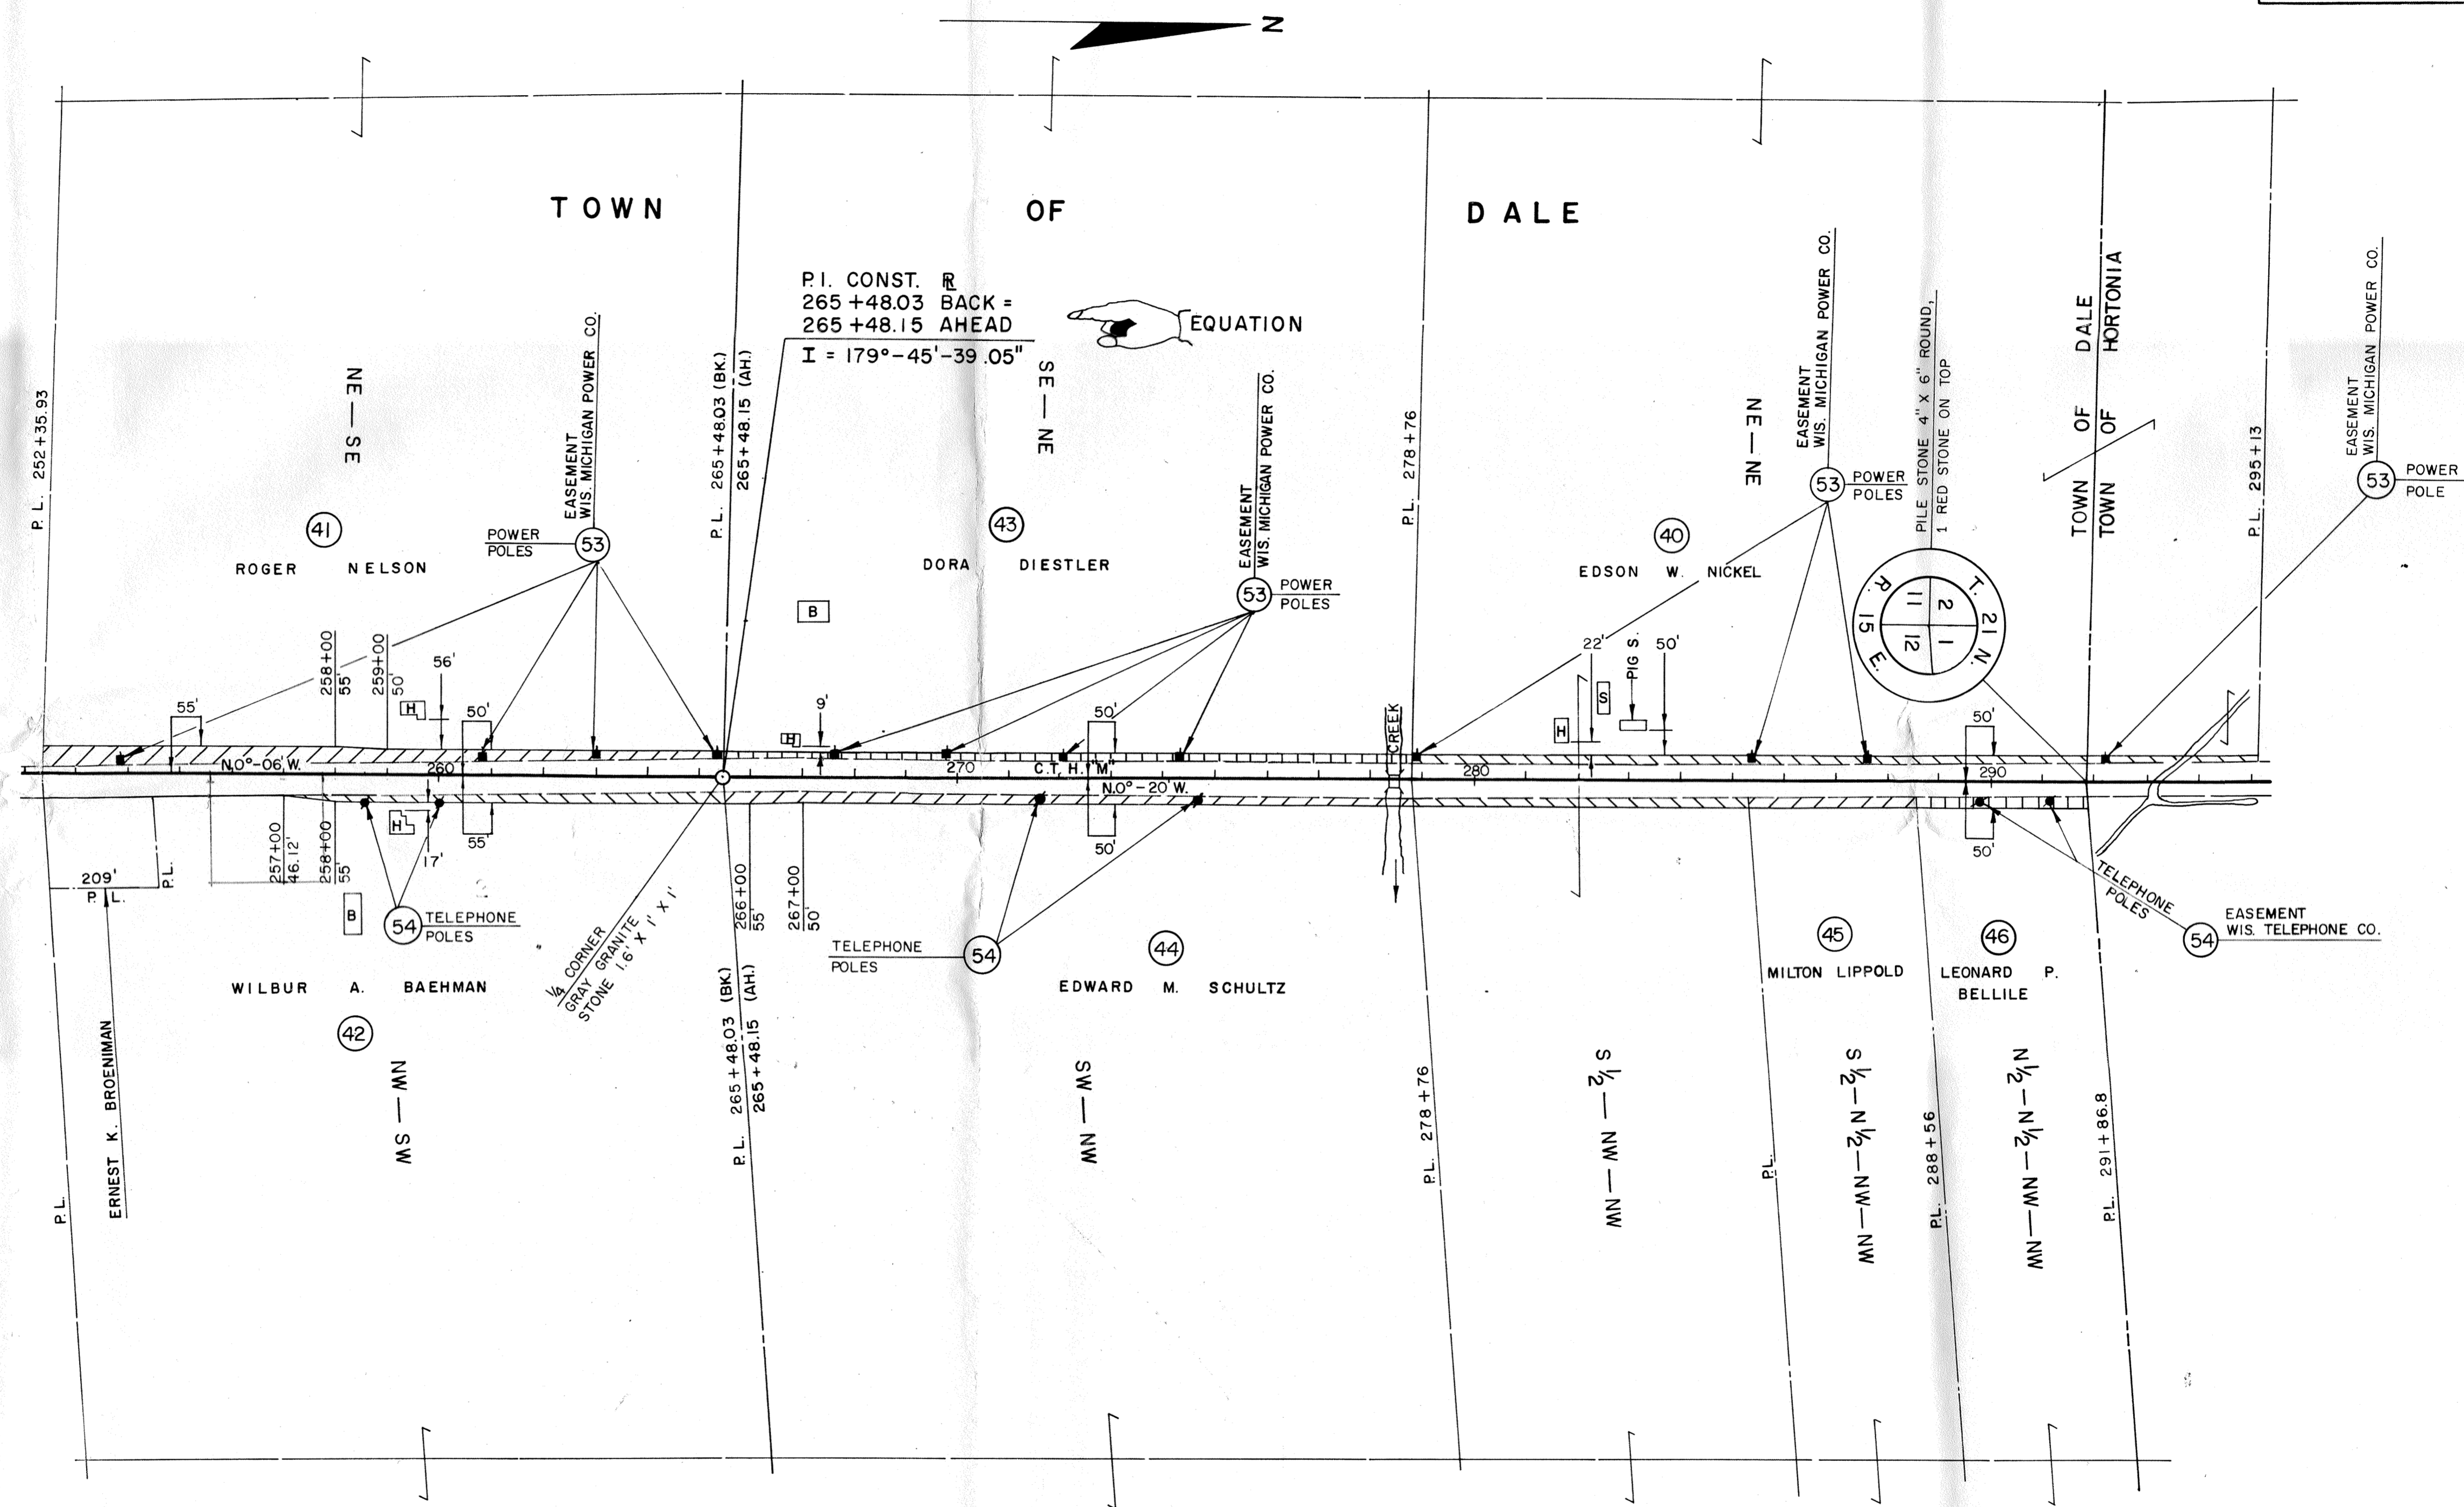 N
TOWN OF DALE
P.I. CONST. R/L
265+48.03 BACK =
265+48.15 AHEAD
I = 179°-45'-39.05"
EQUATION
P.L. 252+35.93
NE — SE
41
ROGER NELSON
EASEMENT
WIS. MICHIGAN POWER CO.
53
POWER
POLES
P.L. 265+48.03 (BK.)
265+48.15 (AH.)
SE — NE
43
DORA DIESTLER
B
EASEMENT
WIS. MICHIGAN POWER CO.
53
POWER
POLES
P.L. 278+76
NE — NE
40
EDSON W. NICKEL
EASEMENT
WIS. MICHIGAN POWER CO.
53
POWER
POLES
PILE STONE 4" X 6" ROUND,
1 RED STONE ON TOP
T. 21 N.
R. 15 E.
11
2
12
1
TOWN OF DALE
TOWN OF HORTONIA
P.L. 295+13
EASEMENT
WIS. MICHIGAN POWER CO.
53
POWER
POLE
55'
258+00
55'
259+00
50'
56'
H
50'
9'
50'
CREEK
22'
H
S
PIG S.
50'
50'
N.0°-06' W.
260
270
C.T.H. "M"
280
290
N.0°-20' W.
209'
P. L.
P.L.
257+00
46.12'
258+00
55'
H
17'
55'
B
54
TELEPHONE
POLES
1/4 CORNER
GRAY GRANITE
STONE 1.6' X 1' X 1'
266+00
55'
267+00
50'
50'
TELEPHONE
POLES
54
44
EDWARD M. SCHULTZ
50'
TELEPHONE
POLES
54
EASEMENT
WIS. TELEPHONE CO.
45
MILTON LIPPOLD
46
LEONARD P.
BELLILE
WILBUR A. BAEHMAN
42
P.L.
ERNEST K. BROENIMAN
NW — SW
P.L. 265+48.03 (BK.)
265+48.15 (AH.)
SW — NW
P.L. 278+76
S 1/2 — NW — NW
P.L.
S 1/2 — N 1/2 — NW — NW
P.L. 288+56
N 1/2 — N 1/2 — NW — NW
P.L. 291+86.8